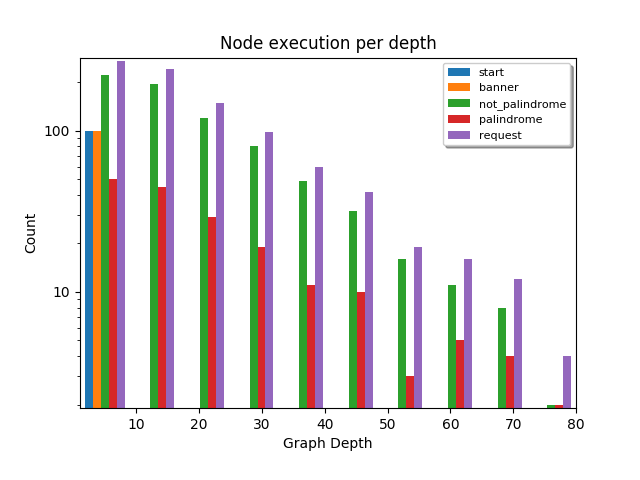 Node execution per depth
start
banner
not_palindrome
palindrome
request
100
10
Count
10 20 30 40 50 60 70 80
Graph Depth